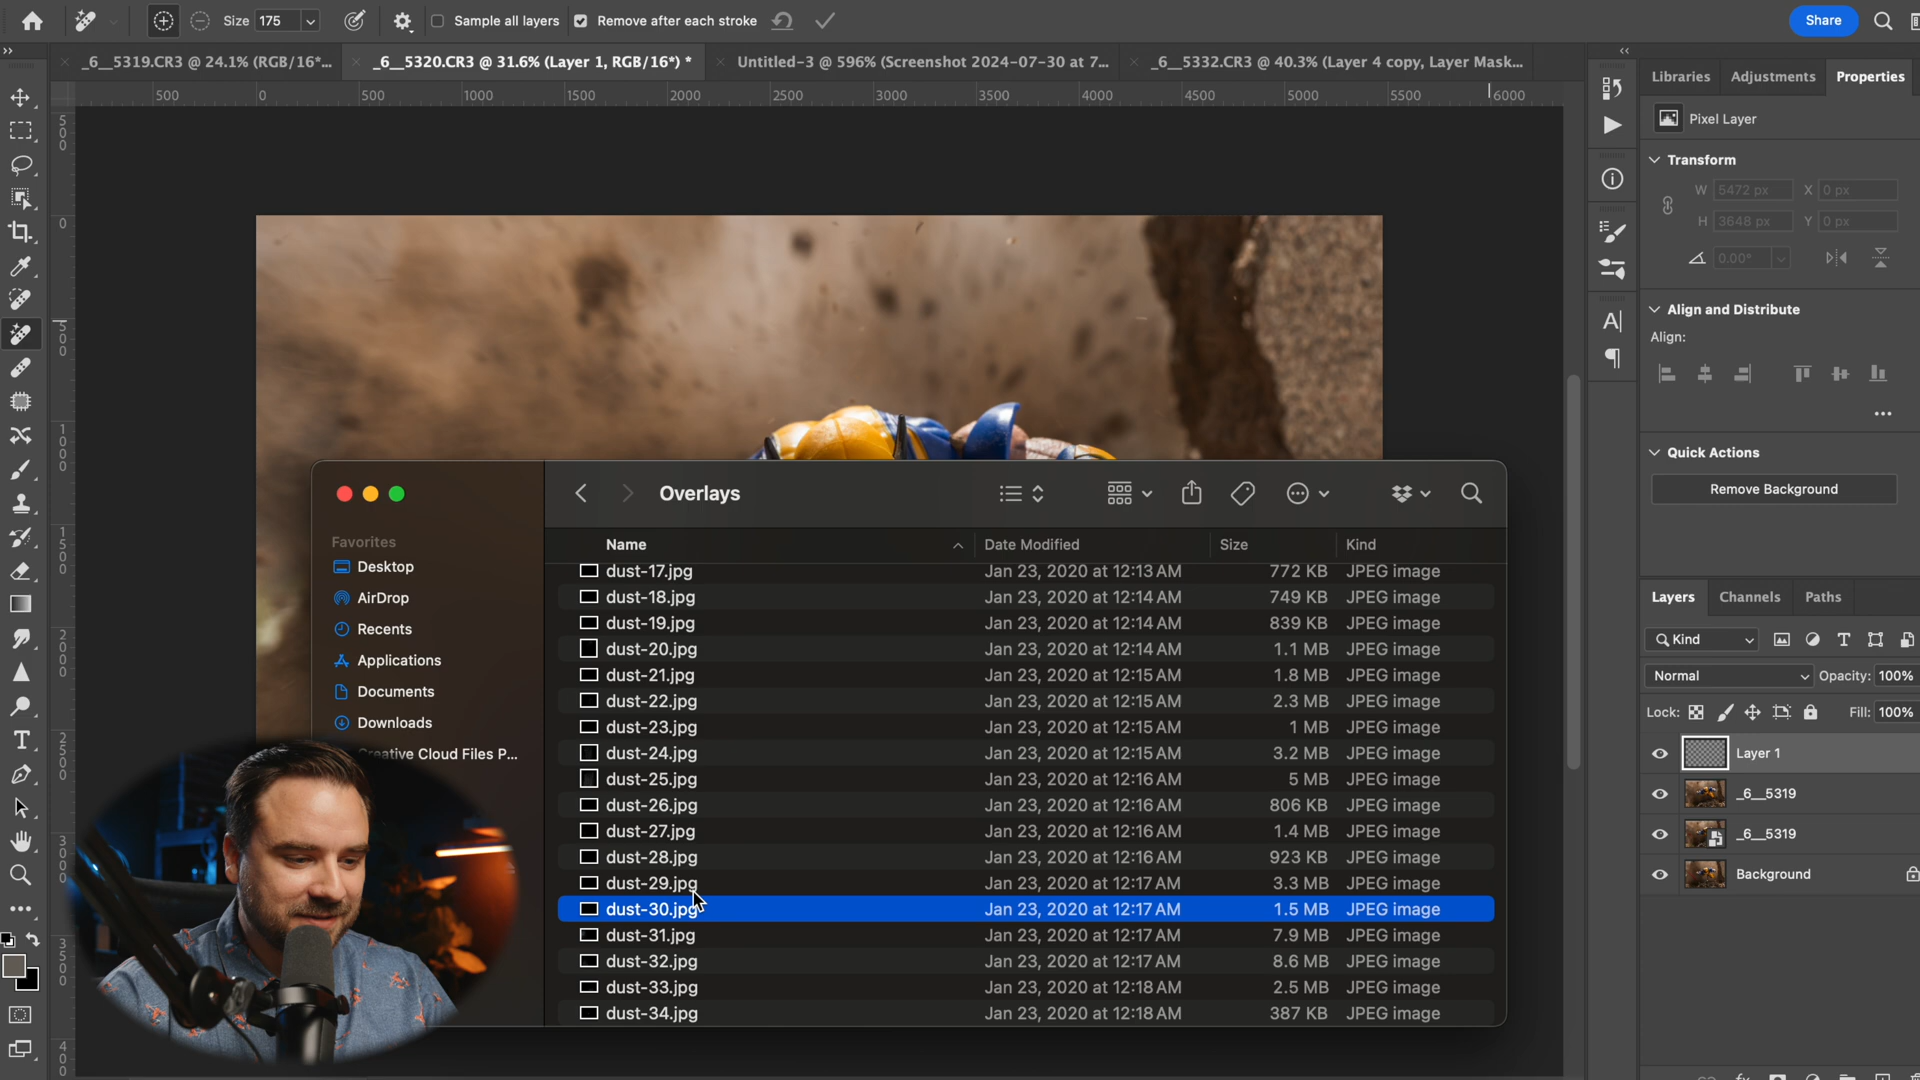 Size 175 Sample all layers Remove after each stroke Share
_6__5319.CR3 @ 24.1% (RGB/16*... _6__5320.CR3 @ 31.6% (Layer 1, RGB/16*) * Untitled-3 @ 596% (Screenshot 2024-07-30 at 7... _6__5332.CR3 @ 40.3% (Layer 4 copy, Layer Mask...
500 0 500 1000 1500 2000 2500 3000 3500 4000 4500 5000 5500 6000
500
0
500
1000
1500
2000
2500
3000
3500
400
Libraries Adjustments Properties
Pixel Layer
Transform
W 5472 px X 0 px
H 3648 px Y 0 px
0.00°
Align and Distribute
Align:
Quick Actions
Remove Background
Layers Channels Paths
Kind
Normal Opacity: 100%
Lock: Fill: 100%
Layer 1
_6__5319
_6__5319
Background
Overlays
Favorites
Desktop
AirDrop
Recents
Applications
Documents
Downloads
Creative Cloud Files P...
Name Date Modified Size Kind
dust-17.jpg Jan 23, 2020 at 12:13 AM 772 KB JPEG image
dust-18.jpg Jan 23, 2020 at 12:14 AM 749 KB JPEG image
dust-19.jpg Jan 23, 2020 at 12:14 AM 839 KB JPEG image
dust-20.jpg Jan 23, 2020 at 12:14 AM 1.1 MB JPEG image
dust-21.jpg Jan 23, 2020 at 12:15 AM 1.8 MB JPEG image
dust-22.jpg Jan 23, 2020 at 12:15 AM 2.3 MB JPEG image
dust-23.jpg Jan 23, 2020 at 12:15 AM 1 MB JPEG image
dust-24.jpg Jan 23, 2020 at 12:15 AM 3.2 MB JPEG image
dust-25.jpg Jan 23, 2020 at 12:16 AM 5 MB JPEG image
dust-26.jpg Jan 23, 2020 at 12:16 AM 806 KB JPEG image
dust-27.jpg Jan 23, 2020 at 12:16 AM 1.4 MB JPEG image
dust-28.jpg Jan 23, 2020 at 12:16 AM 923 KB JPEG image
dust-29.jpg Jan 23, 2020 at 12:17 AM 3.3 MB JPEG image
dust-30.jpg Jan 23, 2020 at 12:17 AM 1.5 MB JPEG image
dust-31.jpg Jan 23, 2020 at 12:17 AM 7.9 MB JPEG image
dust-32.jpg Jan 23, 2020 at 12:17 AM 8.6 MB JPEG image
dust-33.jpg Jan 23, 2020 at 12:18 AM 2.5 MB JPEG image
dust-34.jpg Jan 23, 2020 at 12:18 AM 387 KB JPEG image